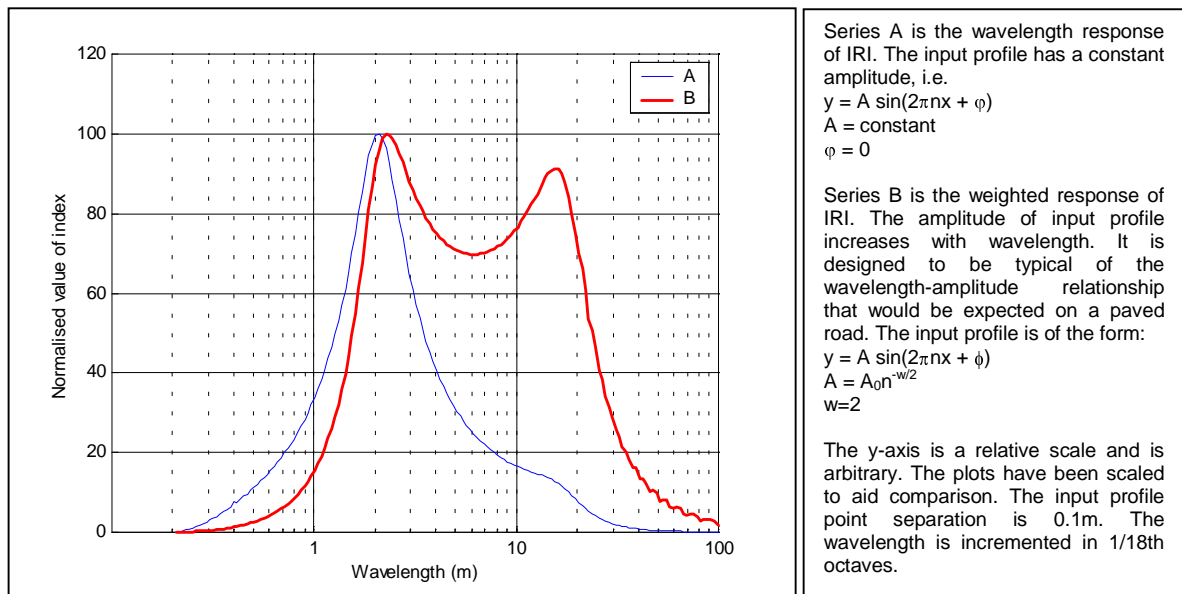 120
100
80
60
40
20
0
Normalised value of index
A
B
1
10
100
Wavelength (m)
Series A is the wavelength response
of IRI. The input profile has a constant
amplitude, i.e.
y = A sin(2πnx + φ)
A = constant
φ = 0
Series B is the weighted response of
IRI. The amplitude of input profile
increases with wavelength. It is
designed to be typical of the
wavelength-amplitude relationship
that would be expected on a paved
road. The input profile is of the form:
y = A sin(2πnx + ϕ)
A = A₀n^-w/2
w=2
The y-axis is a relative scale and is
arbitrary. The plots have been scaled
to aid comparison. The input profile
point separation is 0.1m. The
wavelength is incremented in 1/18th
octaves.